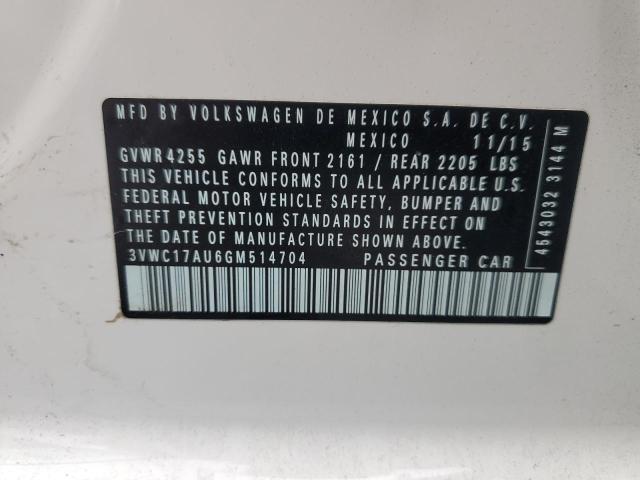 MFD BY VOLKSWAGEN DE MEXICO S.A. DE C.V.
MEXICO 11/15
GVWR 4255 GAWR FRONT 2161 / REAR 2205 LBS
THIS VEHICLE CONFORMS TO ALL APPLICABLE U.S.
FEDERAL MOTOR VEHICLE SAFETY, BUMPER AND
THEFT PREVENTION STANDARDS IN EFFECT ON
THE DATE OF MANUFACTURE SHOWN ABOVE.
3VWC17AU6GM514704 PASSENGER CAR
4543032 3144 M